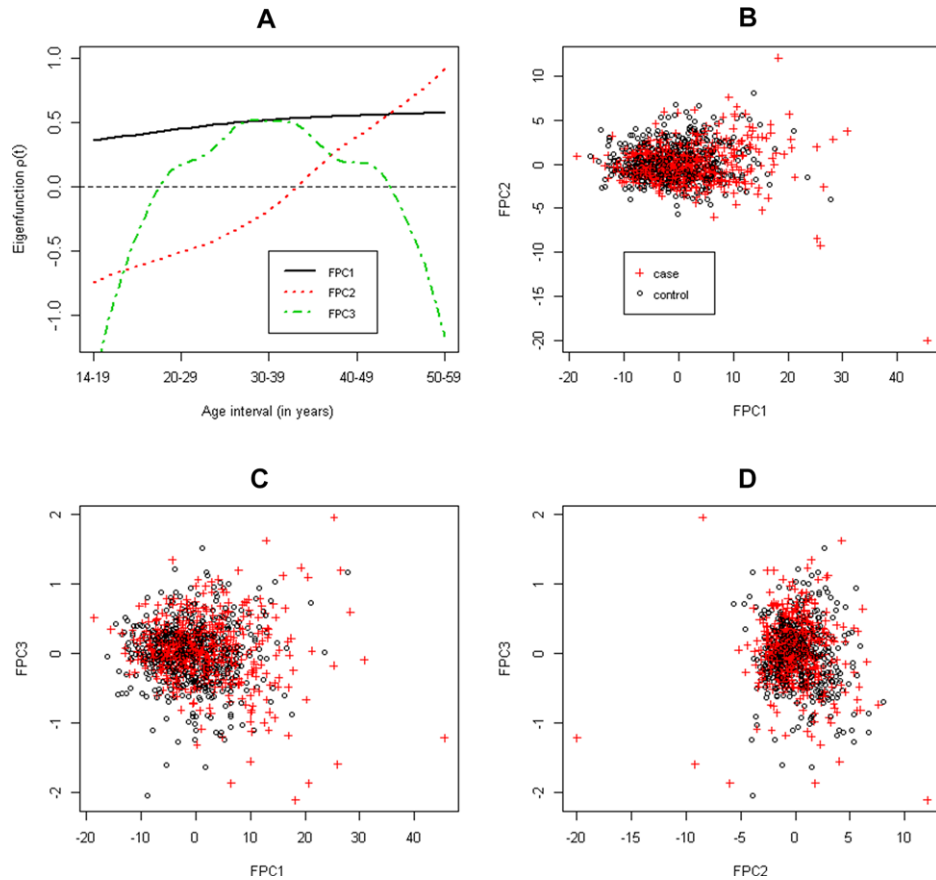 A
Eigenfunction ρ(t)
1.0
0.5
0.0
-0.5
-1.0
FPC1
FPC2
FPC3
14-19 20-29 30-39 40-49 50-59
Age interval (in years)
B
FPC2
10
5
0
-5
-10
-15
-20
case
control
-20 -10 0 10 20 30 40
FPC1
C
FPC3
2
1
0
-1
-2
-20 -10 0 10 20 30 40
FPC1
D
FPC3
2
1
0
-1
-2
-20 -15 -10 -5 0 5 10
FPC2